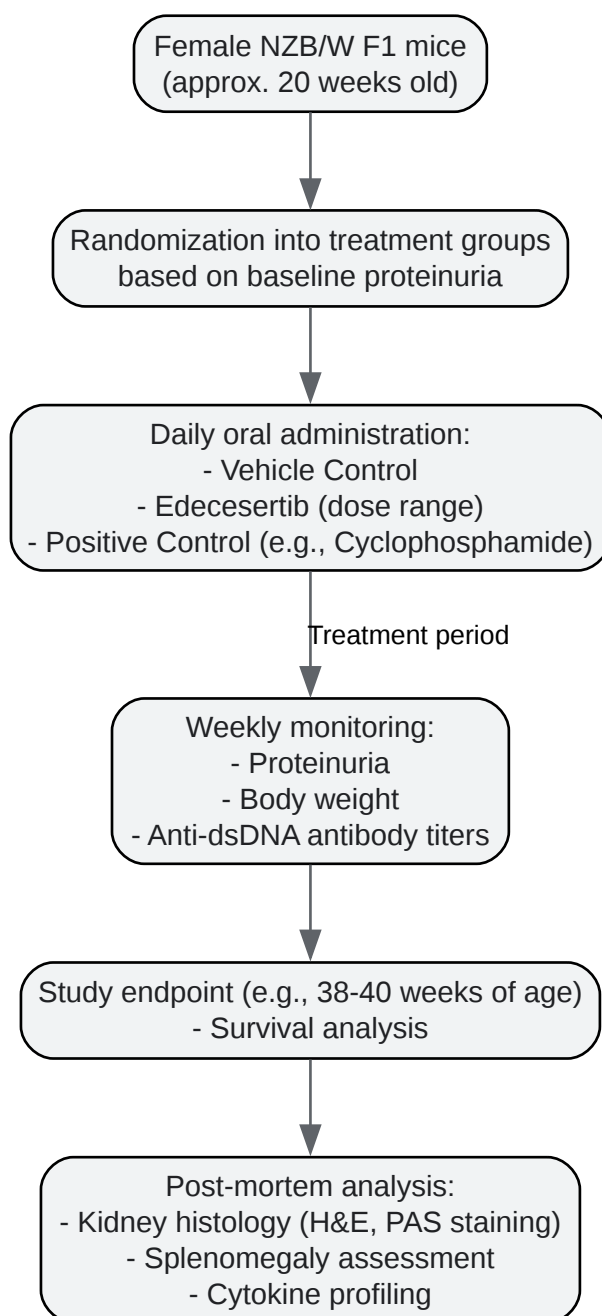 Female NZB/W F1 mice
(approx. 20 weeks old)
Randomization into treatment groups
based on baseline proteinuria
Daily oral administration:
- Vehicle Control
- Edecesertib (dose range)
- Positive Control (e.g., Cyclophosphamide)
Treatment period
Weekly monitoring:
- Proteinuria
- Body weight
- Anti-dsDNA antibody titers
Study endpoint (e.g., 38-40 weeks of age)
- Survival analysis
Post-mortem analysis:
- Kidney histology (H&E, PAS staining)
- Splenomegaly assessment
- Cytokine profiling